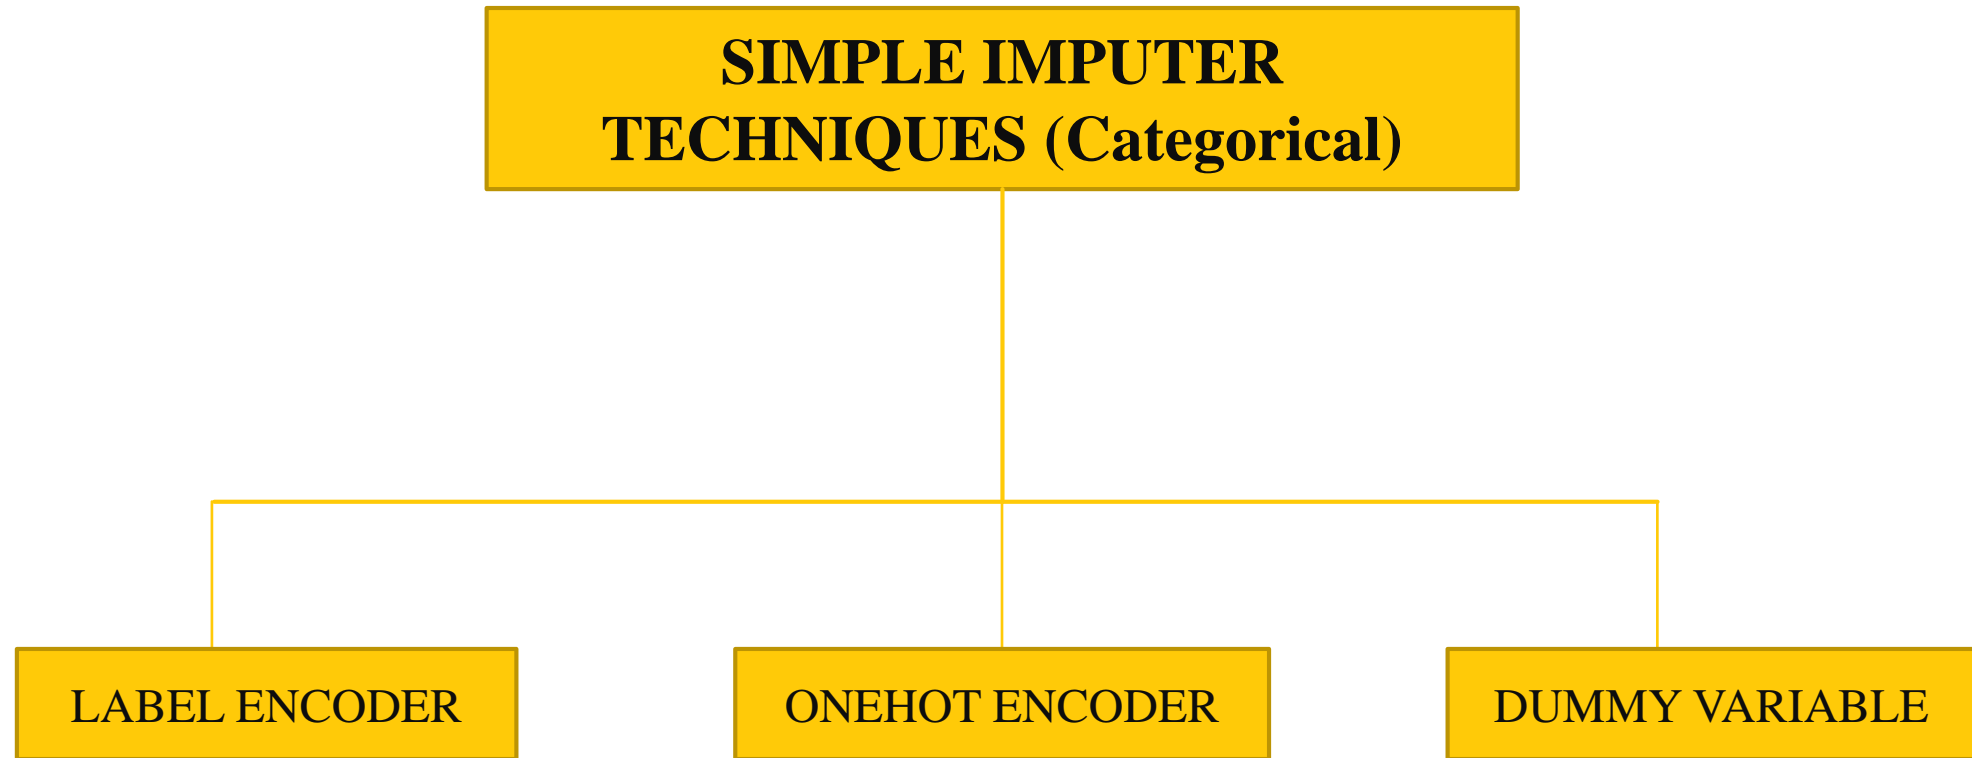 SIMPLE IMPUTER
TECHNIQUES (Categorical)
LABEL ENCODER
ONEHOT ENCODER
DUMMY VARIABLE